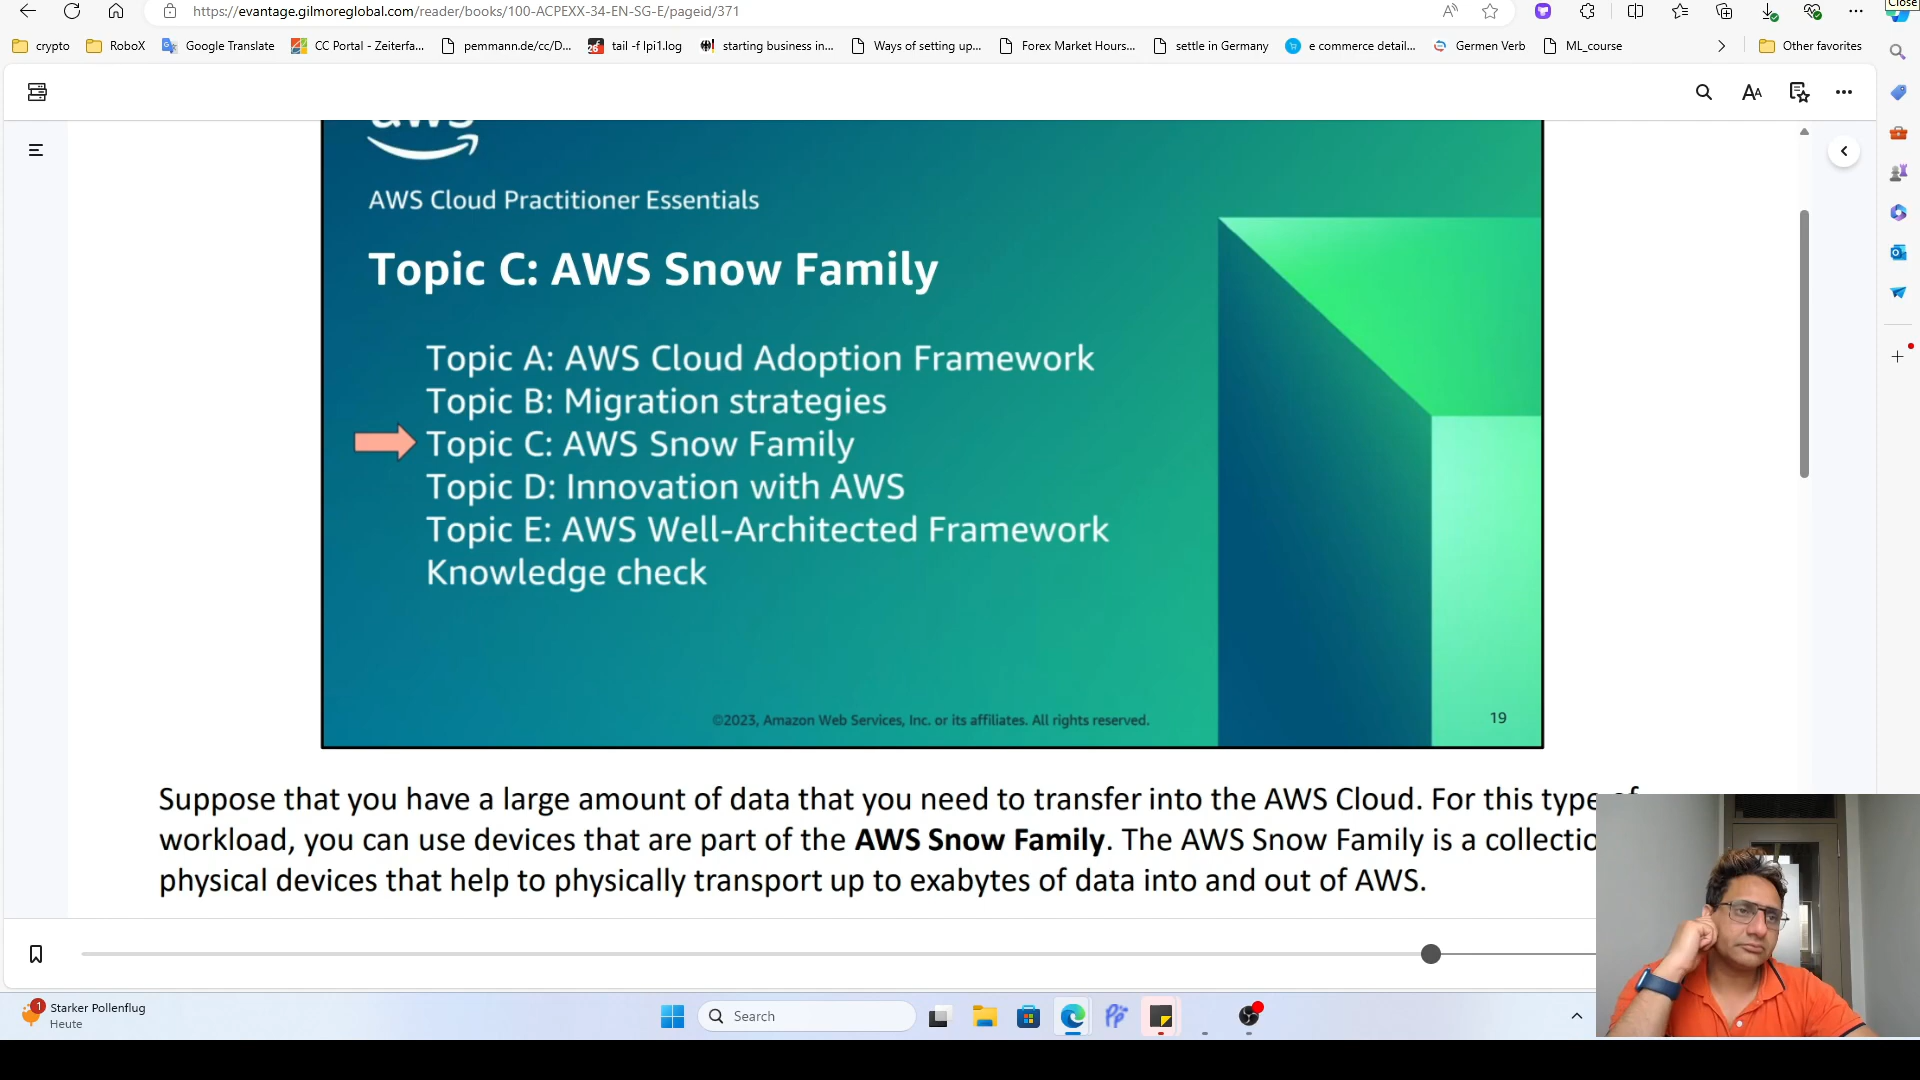 Close
https://evantage.gilmoreglobal.com/reader/books/100-ACPEXX-34-EN-SG-E/pageid/371
crypto RoboX Google Translate CC Portal - Zeiterfa... pemmann.de/cc/D... tail -f lpi1.log starting business in... Ways of setting up... Forex Market Hours... settle in Germany e commerce detail... Germen Verb ML_course Other favorites
aws
AWS Cloud Practitioner Essentials
Topic C: AWS Snow Family
Topic A: AWS Cloud Adoption Framework
Topic B: Migration strategies
Topic C: AWS Snow Family
Topic D: Innovation with AWS
Topic E: AWS Well-Architected Framework
Knowledge check
©2023, Amazon Web Services, Inc. or its affiliates. All rights reserved. 19
Suppose that you have a large amount of data that you need to transfer into the AWS Cloud. For this type of
workload, you can use devices that are part of the AWS Snow Family. The AWS Snow Family is a collectio
physical devices that help to physically transport up to exabytes of data into and out of AWS.
1 Starker Pollenflug
Heute
Search